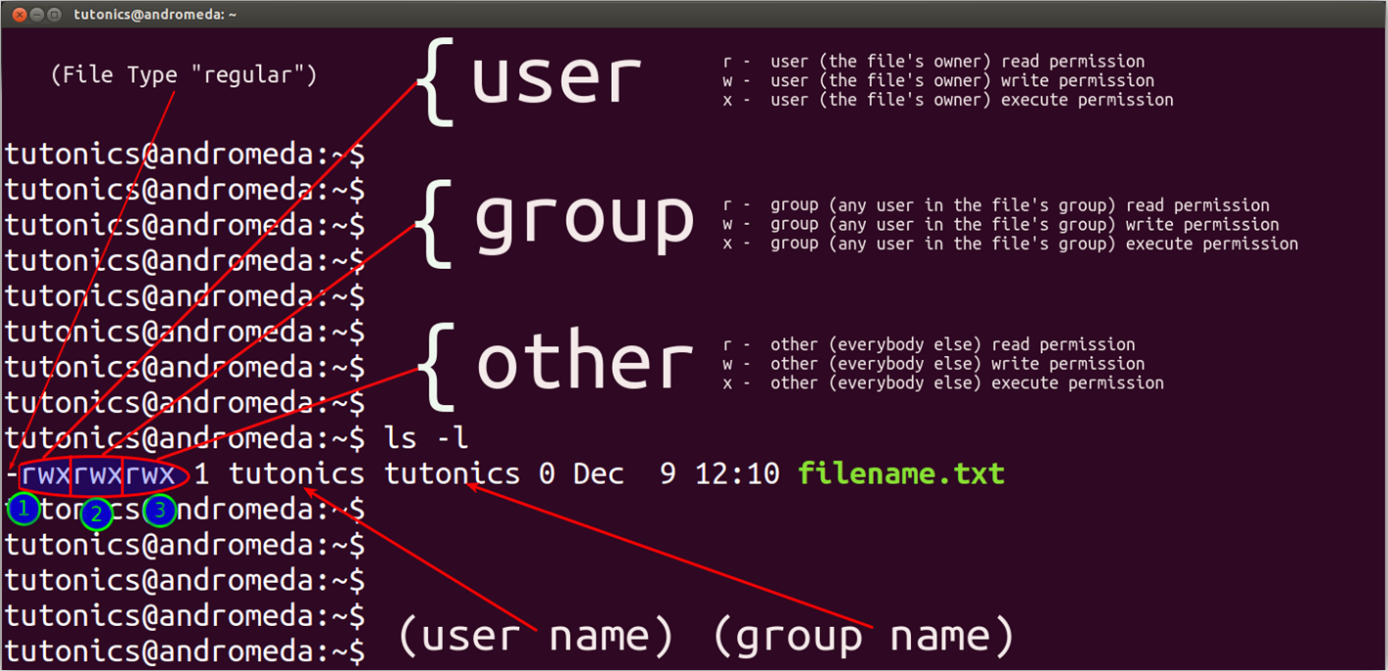 tutonics@andromeda: ~
(File Type "regular")
{ user
r - user (the file's owner) read permission
w - user (the file's owner) write permission
x - user (the file's owner) execute permission
tutonics@andromeda:~$
tutonics@andromeda:~$
{ group
r - group (any user in the file's group) read permission
w - group (any user in the file's group) write permission
x - group (any user in the file's group) execute permission
tutonics@andromeda:~$
tutonics@andromeda:~$
tutonics@andromeda:~$
tutonics@andromeda:~$
{ other
r - other (everybody else) read permission
w - other (everybody else) write permission
x - other (everybody else) execute permission
tutonics@andromeda:~$
tutonics@andromeda:~$
tutonics@andromeda:~$ ls -l
-rwxrwxrwx 1 tutonics tutonics 0 Dec  9 12:10 filename.txt
1 2 3
tutonics@andromeda:~$
tutonics@andromeda:~$
tutonics@andromeda:~$
tutonics@andromeda:~$
tutonics@andromeda:~$
(user name) (group name)